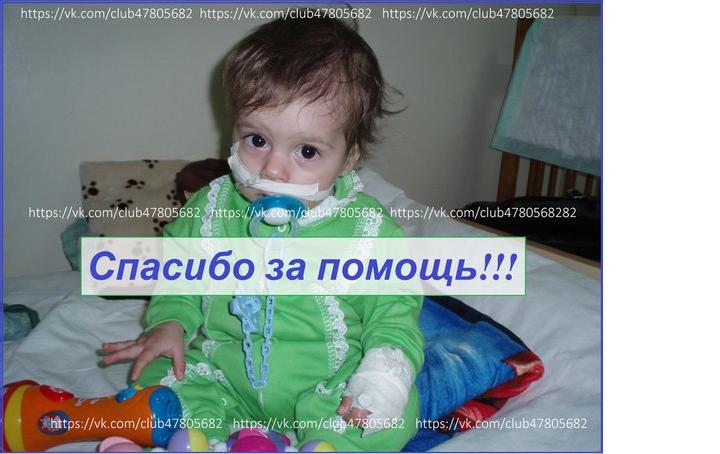 https://vk.com/club47805682 https://vk.com/club47805682 https://vk.com/club47805682
https://vk.com/club47805682 https://vk.com/club47805682 https://vk.com/club4780568282
Спасибо за помощь!!!
https://vk.com/club47805682 https://vk.com/club47805682 https://vk.com/club47805682